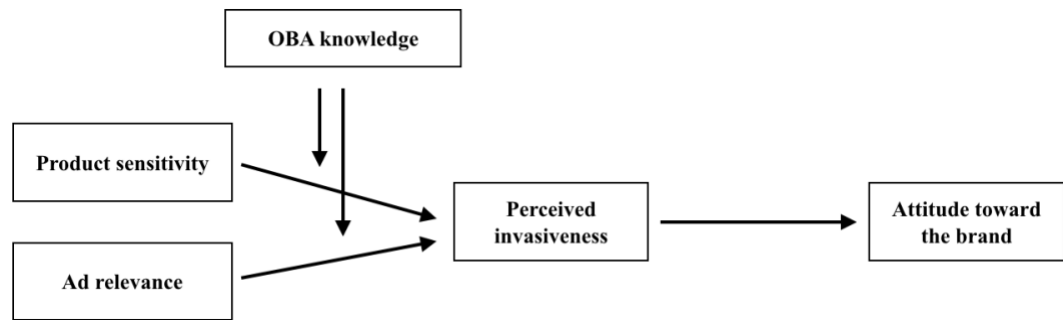 OBA knowledge
Product sensitivity
Perceived
invasiveness
Attitude toward
the brand
Ad relevance